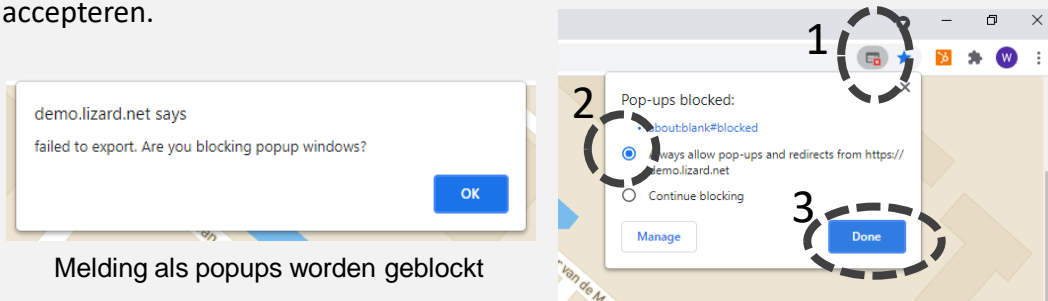 accepteren.
demo.lizard.net says
failed to export. Are you blocking popup windows?
OK
Melding als popups worden geblockt
1
W
2
Pop-ups blocked:
about:blank#blocked
Always allow pop-ups and redirects from https://
demo.lizard.net
Continue blocking
3
Manage
Done
van de